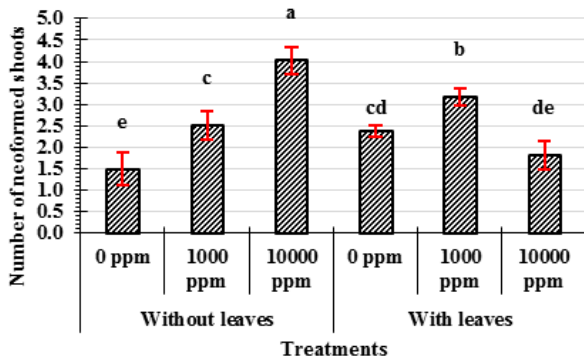 Number of neoformed shoots
5.0
4.5
4.0
3.5
3.0
2.5
2.0
1.5
1.0
0.5
0.0
e
c
a
cd
b
de
0 ppm
1000 ppm
10000 ppm
0 ppm
1000 ppm
10000 ppm
Without leaves
With leaves
Treatments